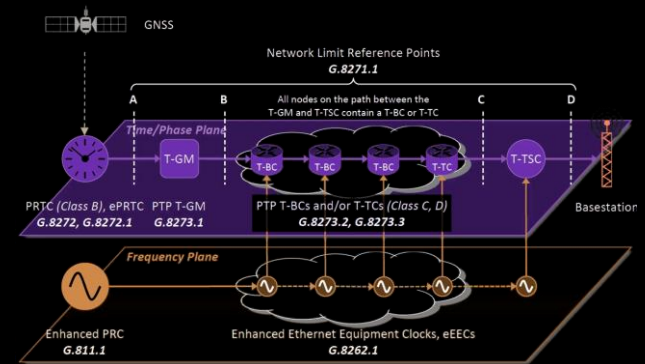 GNSS
Network Limit Reference Points
G.8271.1
A
B
All nodes on the path between the
T-GM and T-TSC contain a T-BC or T-TC
C
D
Time/Phase Plane
T-GM
T-BC
T-BC
T-BC
T-TC
T-TSC
PRTC (Class B), ePRTC
G.8272, G.8272.1
PTP T-GM
G.8273.1
PTP T-BCs and/or T-TCs (Class C, D)
G.8273.2, G.8273.3
Basestation
Frequency Plane
Enhanced PRC
G.811.1
Enhanced Ethernet Equipment Clocks, eEECs
G.8262.1